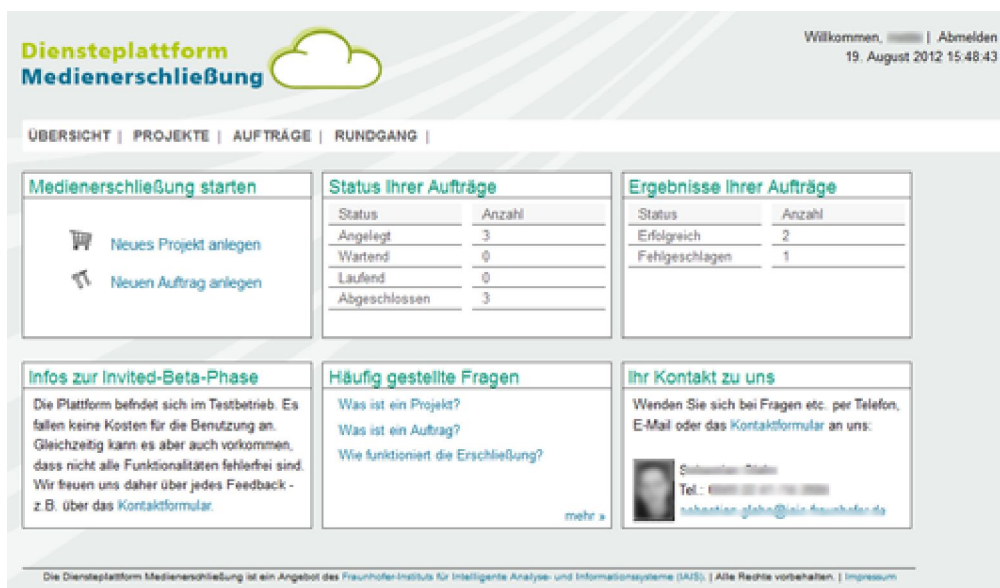 Diensteplattform
Medienerschließung
Willkommen, | Abmelden
19. August 2012 15:48:43
ÜBERSICHT | PROJEKTE | AUFTRÄGE | RUNDGANG |
Medienerschließung starten
Neues Projekt anlegen
Neuen Auftrag anlegen
Status Ihrer Aufträge
Status Anzahl
Angelegt 3
Wartend 0
Laufend 0
Abgeschlossen 3
Ergebnisse Ihrer Aufträge
Status Anzahl
Erfolgreich 2
Fehlgeschlagen 1
Infos zur Invited-Beta-Phase
Die Plattform befindet sich im Testbetrieb. Es
fallen keine Kosten für die Benutzung an.
Gleichzeitig kann es aber auch vorkommen,
dass nicht alle Funktionalitäten fehlerfrei sind.
Wir freuen uns daher über jedes Feedback -
z.B. über das Kontaktformular.
Häufig gestellte Fragen
Was ist ein Projekt?
Was ist ein Auftrag?
Wie funktioniert die Erschließung?
mehr »
Ihr Kontakt zu uns
Wenden Sie sich bei Fragen etc. per Telefon,
E-Mail oder das Kontaktformular an uns:
Tel.:
Die Diensteplattform Medienerschließung ist ein Angebot des Fraunhofer-Instituts für Intelligente Analyse- und Informationssysteme (IAIS). | Alle Rechte vorbehalten. | Impressum